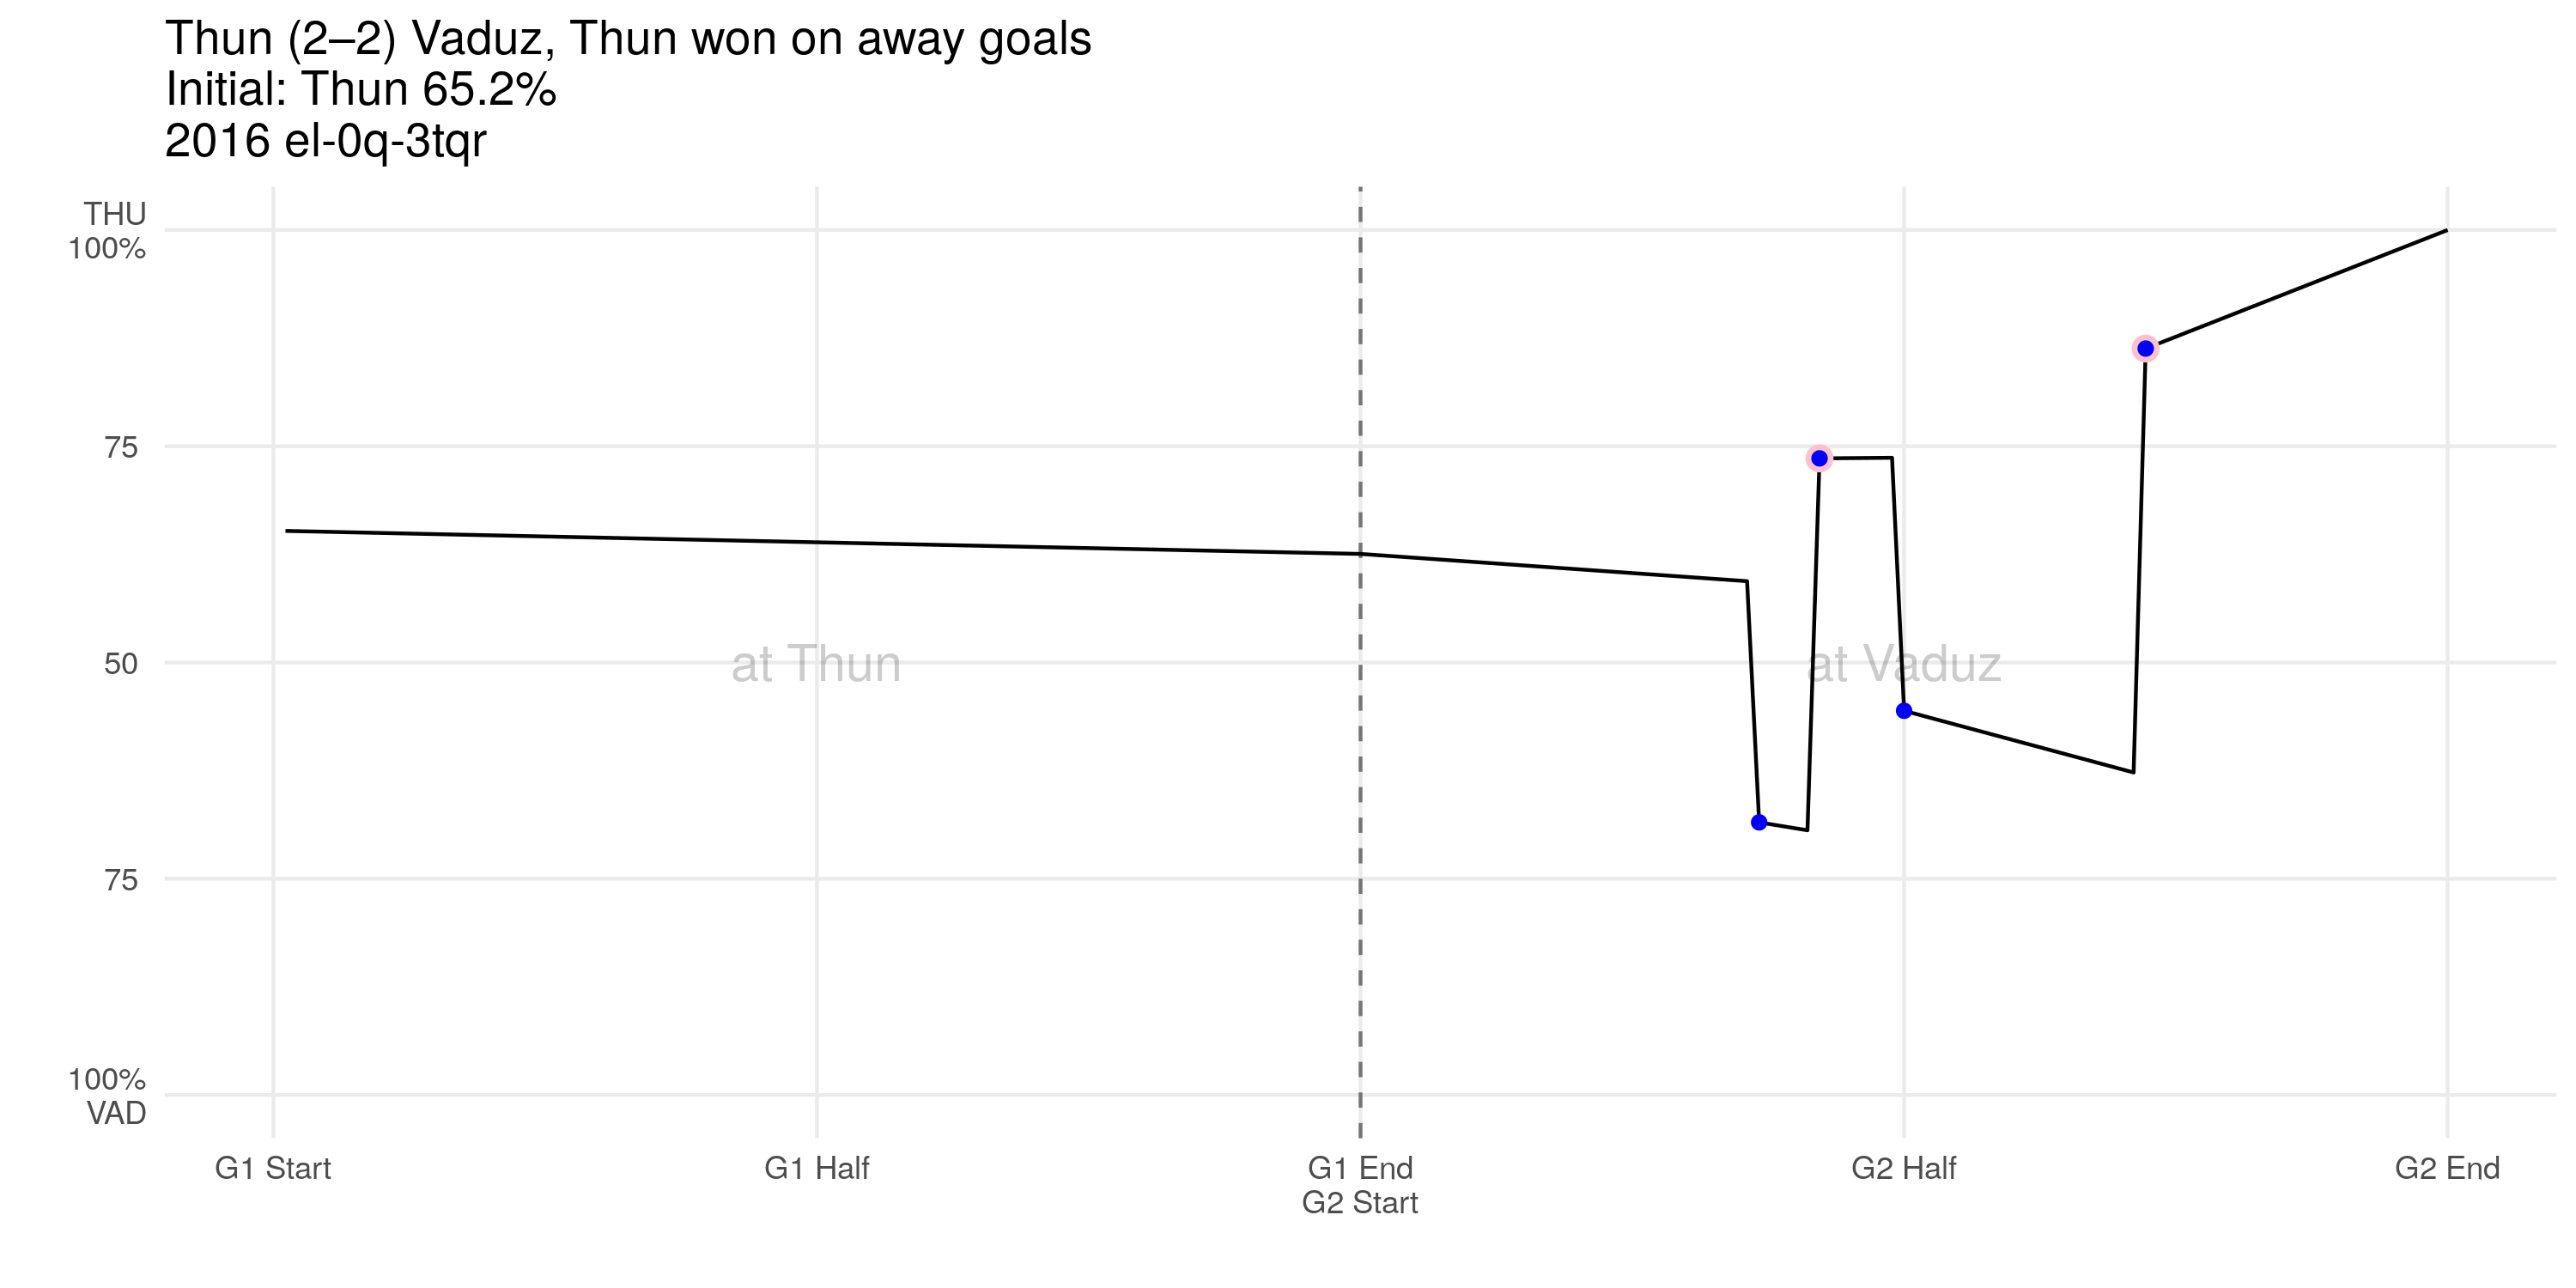 Thun (2–2) Vaduz, Thun won on away goals
Initial: Thun 65.2%
2016 el-0q-3tqr
THU
100%
75
50
75
100%
VAD
at Thun
at Vaduz
G1 Start
G1 Half
G1 End
G2 Start
G2 Half
G2 End